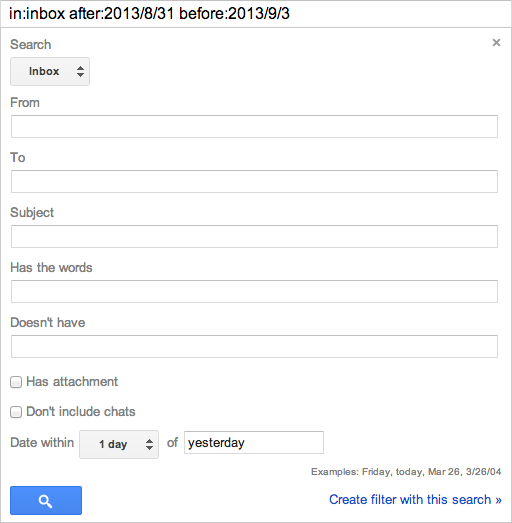 in:inbox after:2013/8/31 before:2013/9/3
Search
Inbox
From
To
Subject
Has the words
Doesn't have
Has attachment
Don't include chats
Date within 1 day of yesterday
Examples: Friday, today, Mar 26, 3/26/04
Create filter with this search »